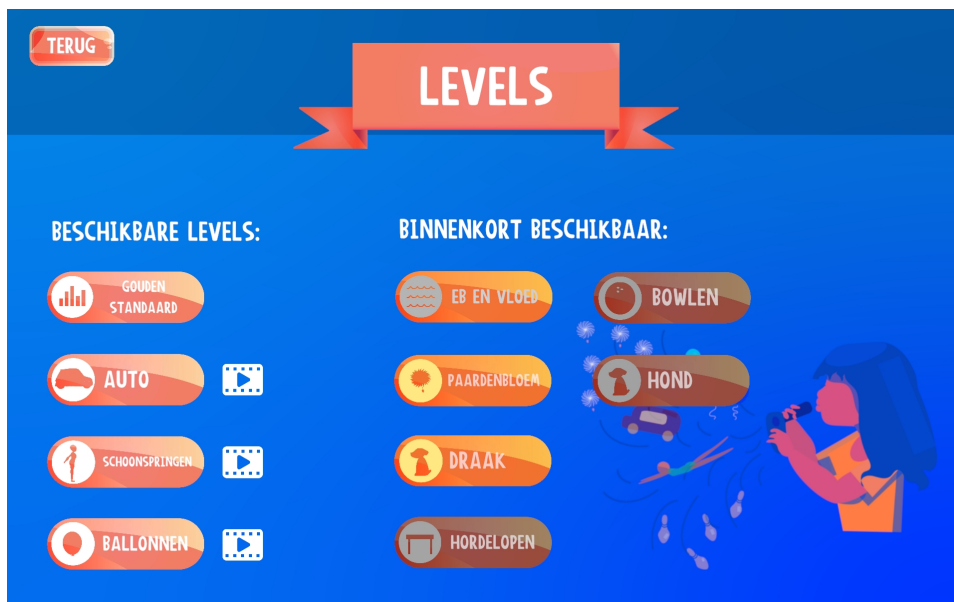 TERUG
LEVELS
BESCHIKBARE LEVELS:
GOUDEN
STANDAARD
AUTO
SCHOONSPRINGEN
BALLONNEN
BINNENKORT BESCHIKBAAR:
EB EN VLOED
BOWLEN
PAARDENBLOEM
HOND
DRAAK
HORDELOPEN